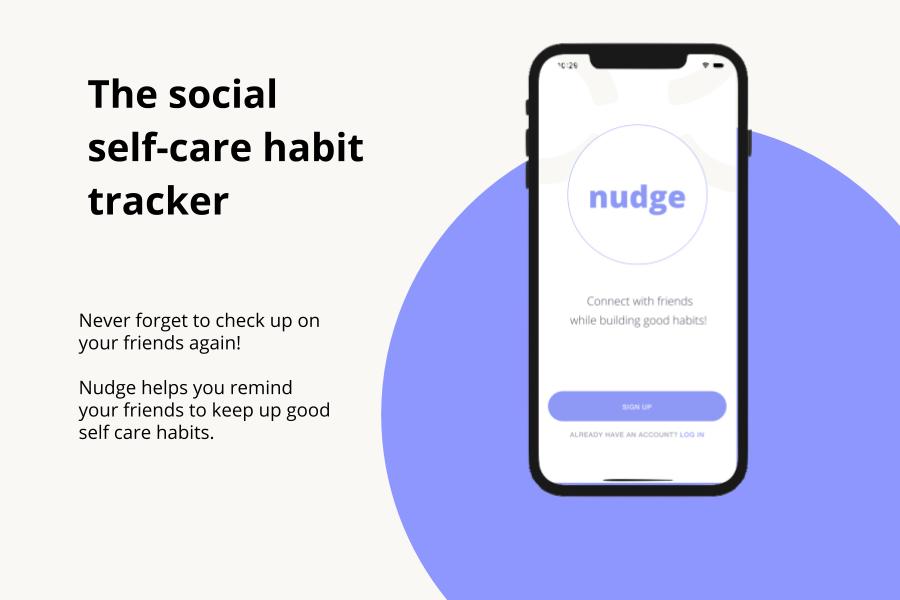 The social
self-care habit
tracker
Never forget to check up on
your friends again!
Nudge helps you remind
your friends to keep up good
self care habits.
10:29
nudge
Connect with friends
while building good habits!
SIGN UP
ALREADY HAVE AN ACCOUNT? LOG IN